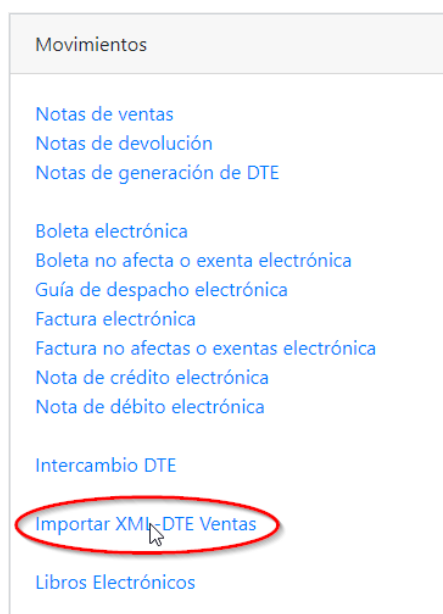 Movimientos
Notas de ventas
Notas de devolución
Notas de generación de DTE
Boleta electrónica
Boleta no afecta o exenta electrónica
Guía de despacho electrónica
Factura electrónica
Factura no afectas o exentas electrónica
Nota de crédito electrónica
Nota de débito electrónica
Intercambio DTE
Importar XML-DTE Ventas
Libros Electrónicos